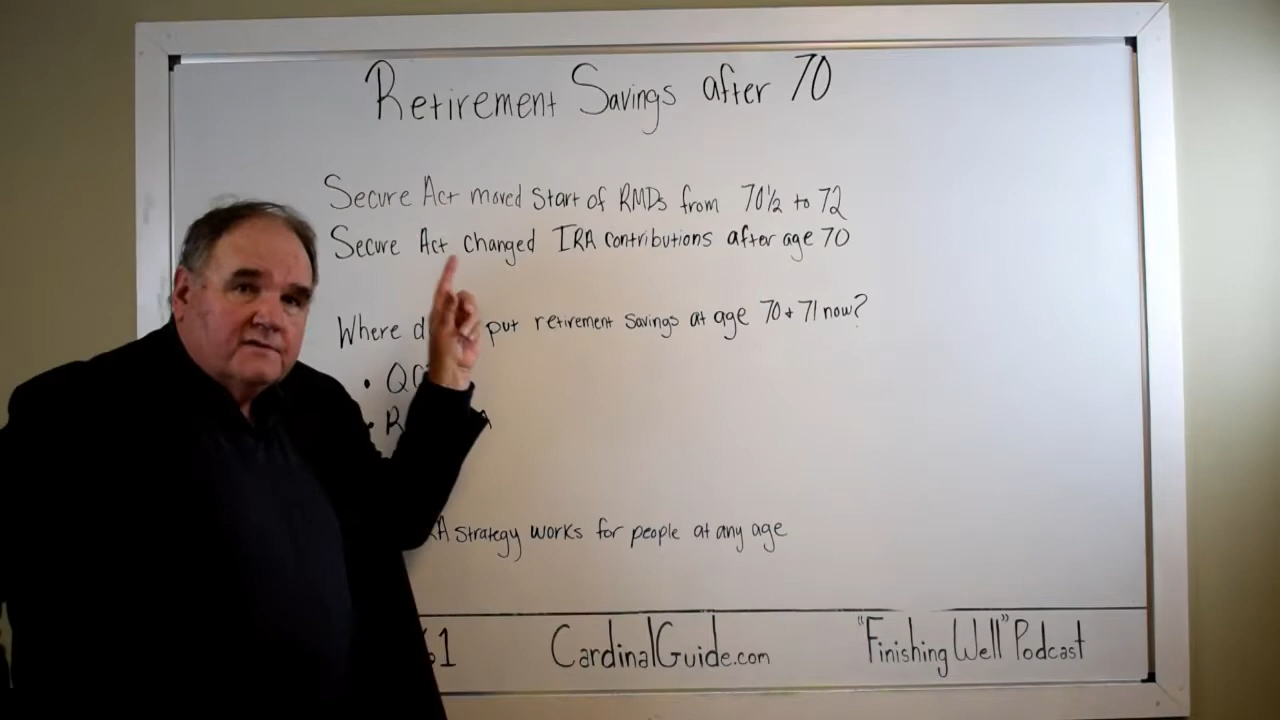 Retirement Savings after 70
Secure Act moved Start of RMDs from 70½ to 72
Secure Act changed IRA contributions after age 70
Where put retirement savings at age 70 + 71 now?
• Q
• R
A strategy works for people at any age
61 CardinalGuide.com "Finishing Well" Podcast